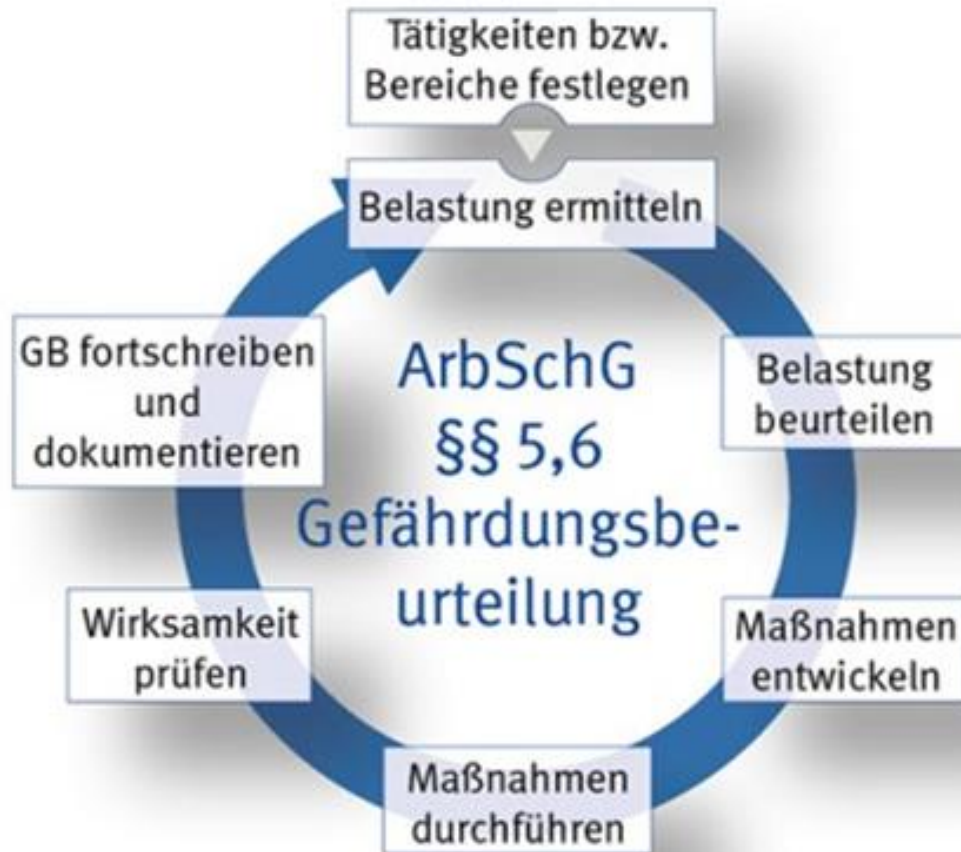 Tätigkeiten bzw.
Bereiche festlegen
Belastung ermitteln
Belastung
beurteilen
Maßnahmen
entwickeln
Maßnahmen
durchführen
Wirksamkeit
prüfen
GB fortschreiben
und
dokumentieren
ArbSchG
§§ 5,6
Gefährdungsbe-
urteilung